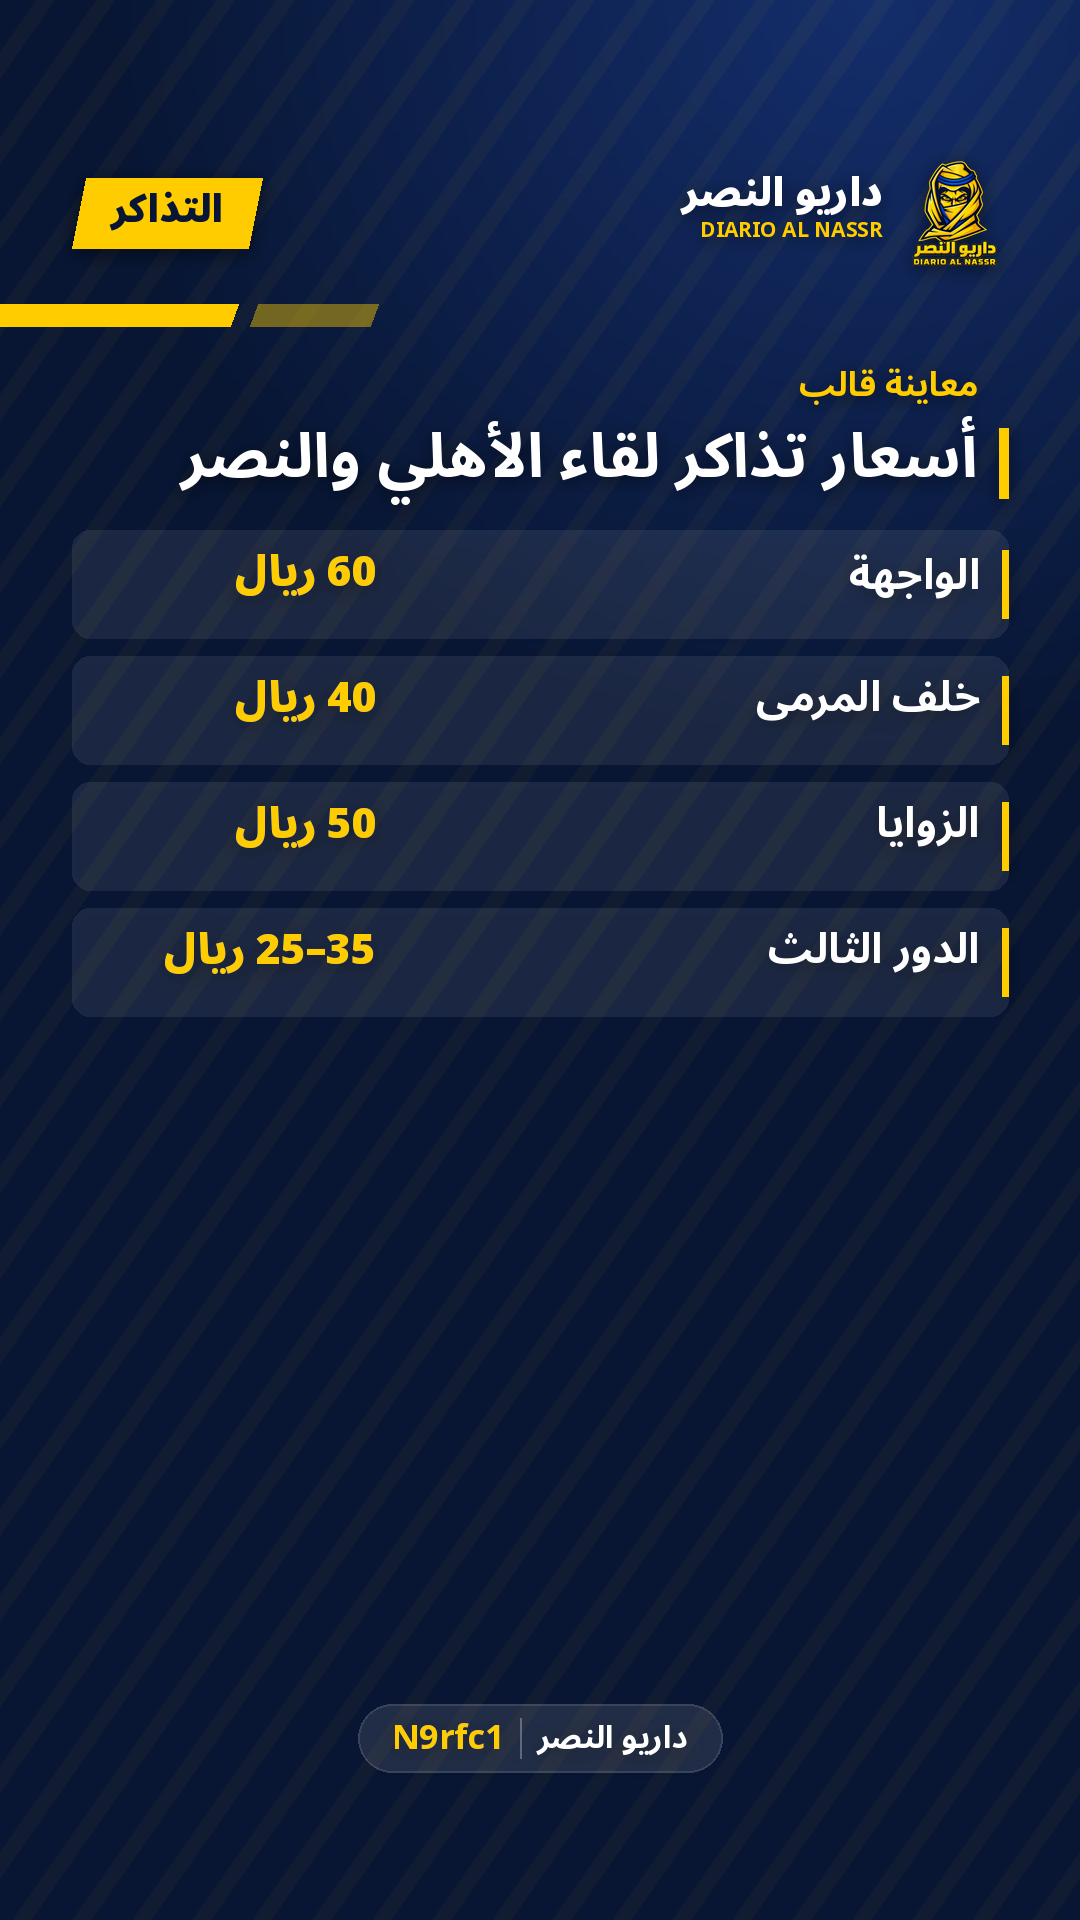 داريو النصر
DIARIO AL NASSR
داريو النصر
DIARIO AL NASSR
التذاكر
معاينة قالب
أسعار تذاكر لقاء الأهلي والنصر
الواجهة 60 ريال
خلف المرمى 40 ريال
الزوايا 50 ريال
الدور الثالث 25–35 ريال
داريو النصر N9rfc1